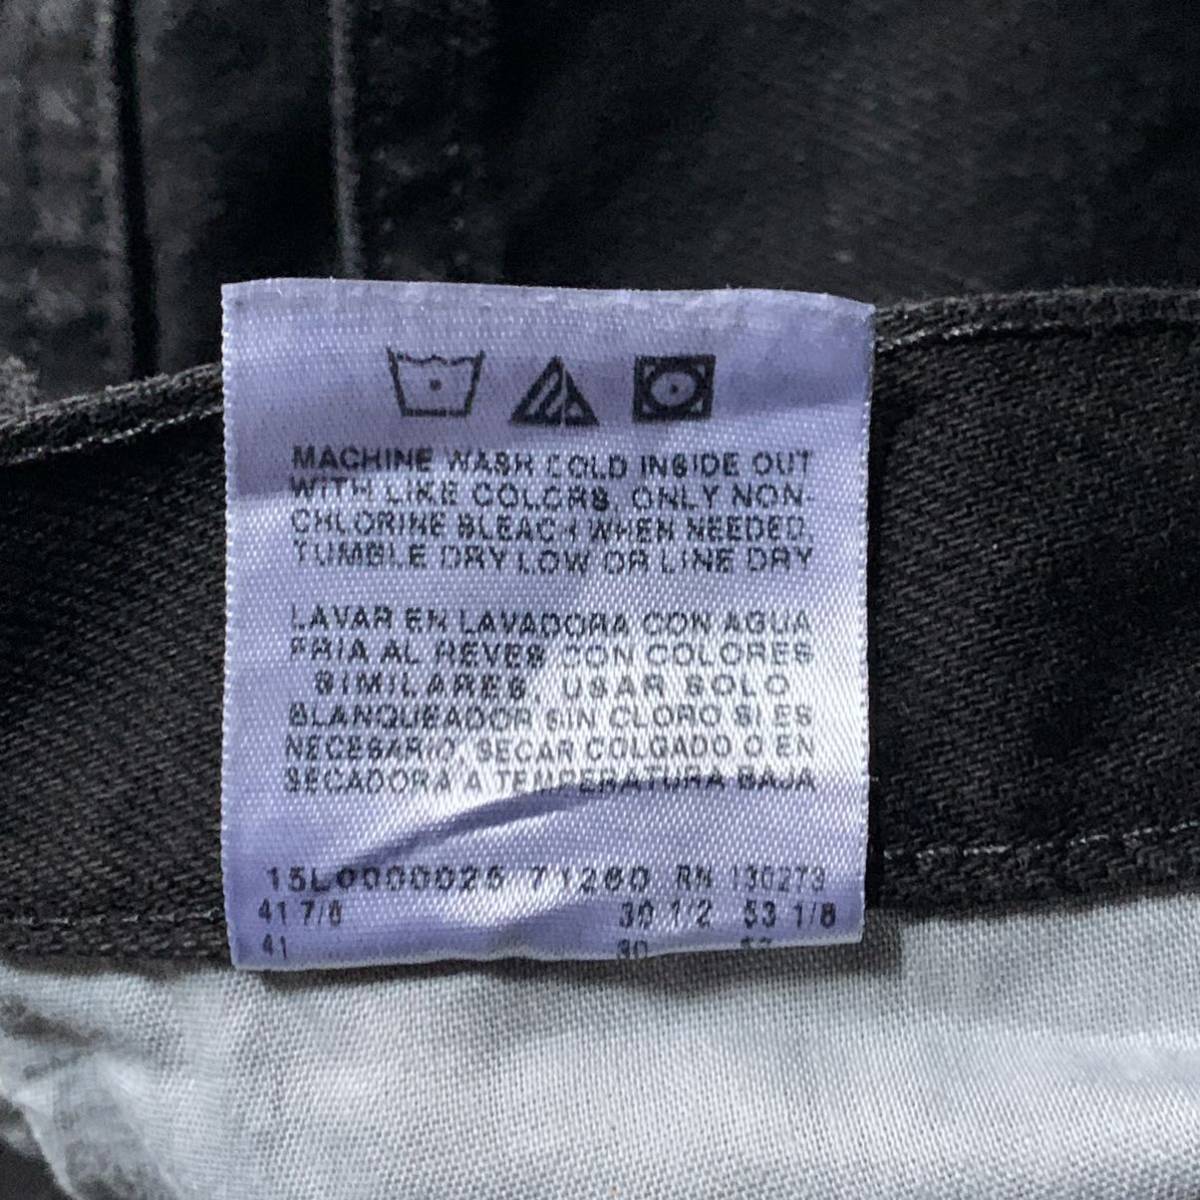 MACHINE WASH COLD INSIDE OUT
WITH LIKE COLORS, ONLY NON-
CHLORINE BLEACH WHEN NEEDED,
TUMBLE DRY LOW OR LINE DRY
LAVAR EN LAVADORA CON AGUA
FRIA AL REVES CON COLORES
SIMILARES, USAR SOLO
BLANQUEADOR SIN CLORO SI ES
NECESARIO, SECAR COLGADO O EN
SECADORA A TEMPERATURA BAJA
15L0000025 71260 RN 130273
41 7/8 30 1/2 53 1/8
41 30